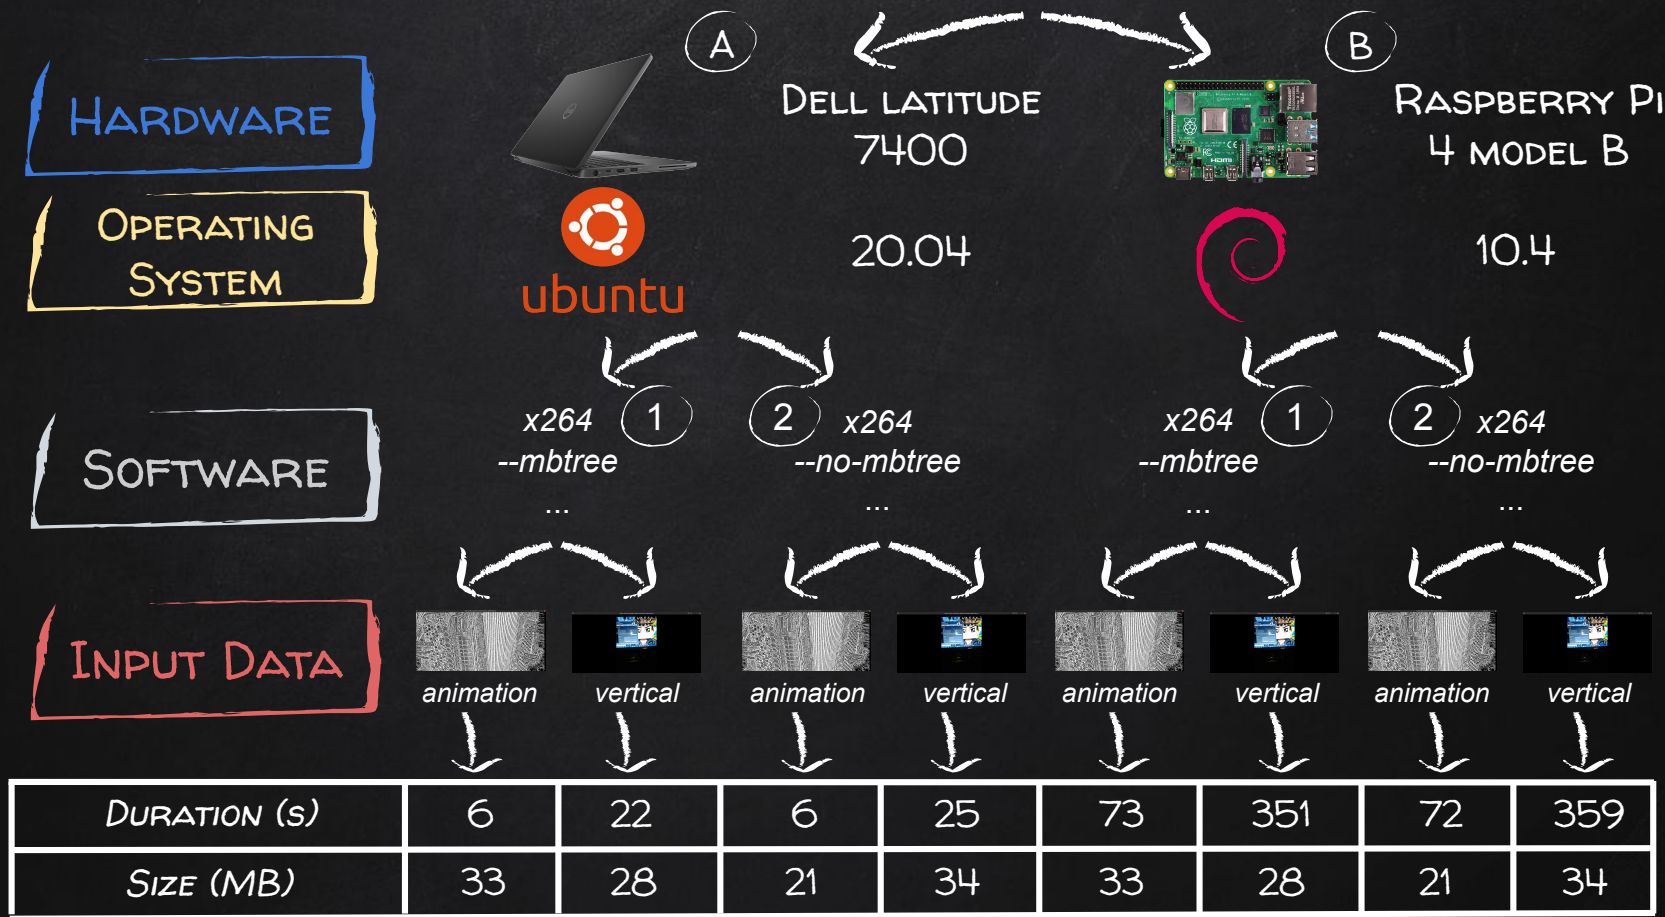 A
B
HARDWARE
DELL LATITUDE
7400
RASPBERRY PI
4 MODEL B
HDMI
OPERATING
SYSTEM
ubuntu
20.04
10.4
SOFTWARE
x264
--mbtree
...
1
2
x264
--no-mbtree
...
x264
--mbtree
...
1
2
x264
--no-mbtree
...
INPUT DATA
animation vertical animation vertical animation vertical animation vertical
DURATION (S) 6 22 6 25 73 351 72 359
SIZE (MB) 33 28 21 34 33 28 21 34